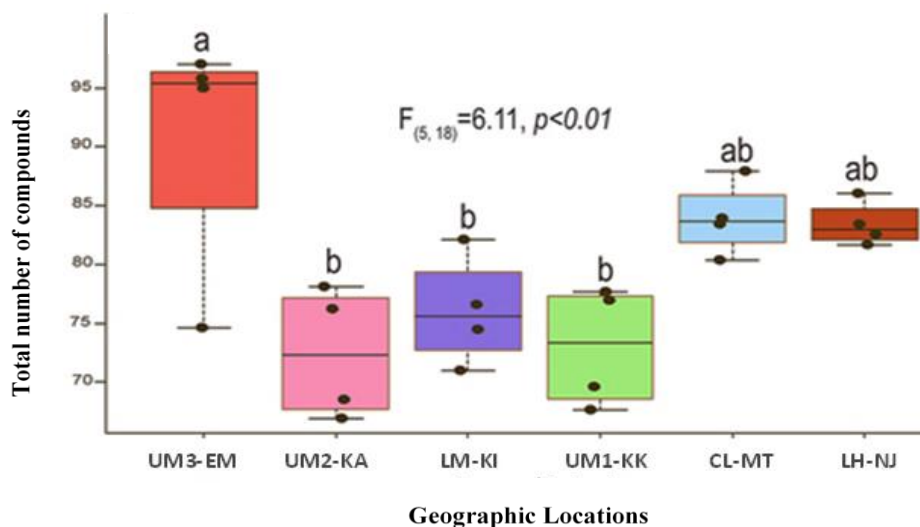 Total number of compounds
95
90
85
80
75
70
a
b
b
b
ab
ab
F(5, 18)=6.11, p<0.01
UM3-EM UM2-KA LM-KI UM1-KK CL-MT LH-NJ
Geographic Locations